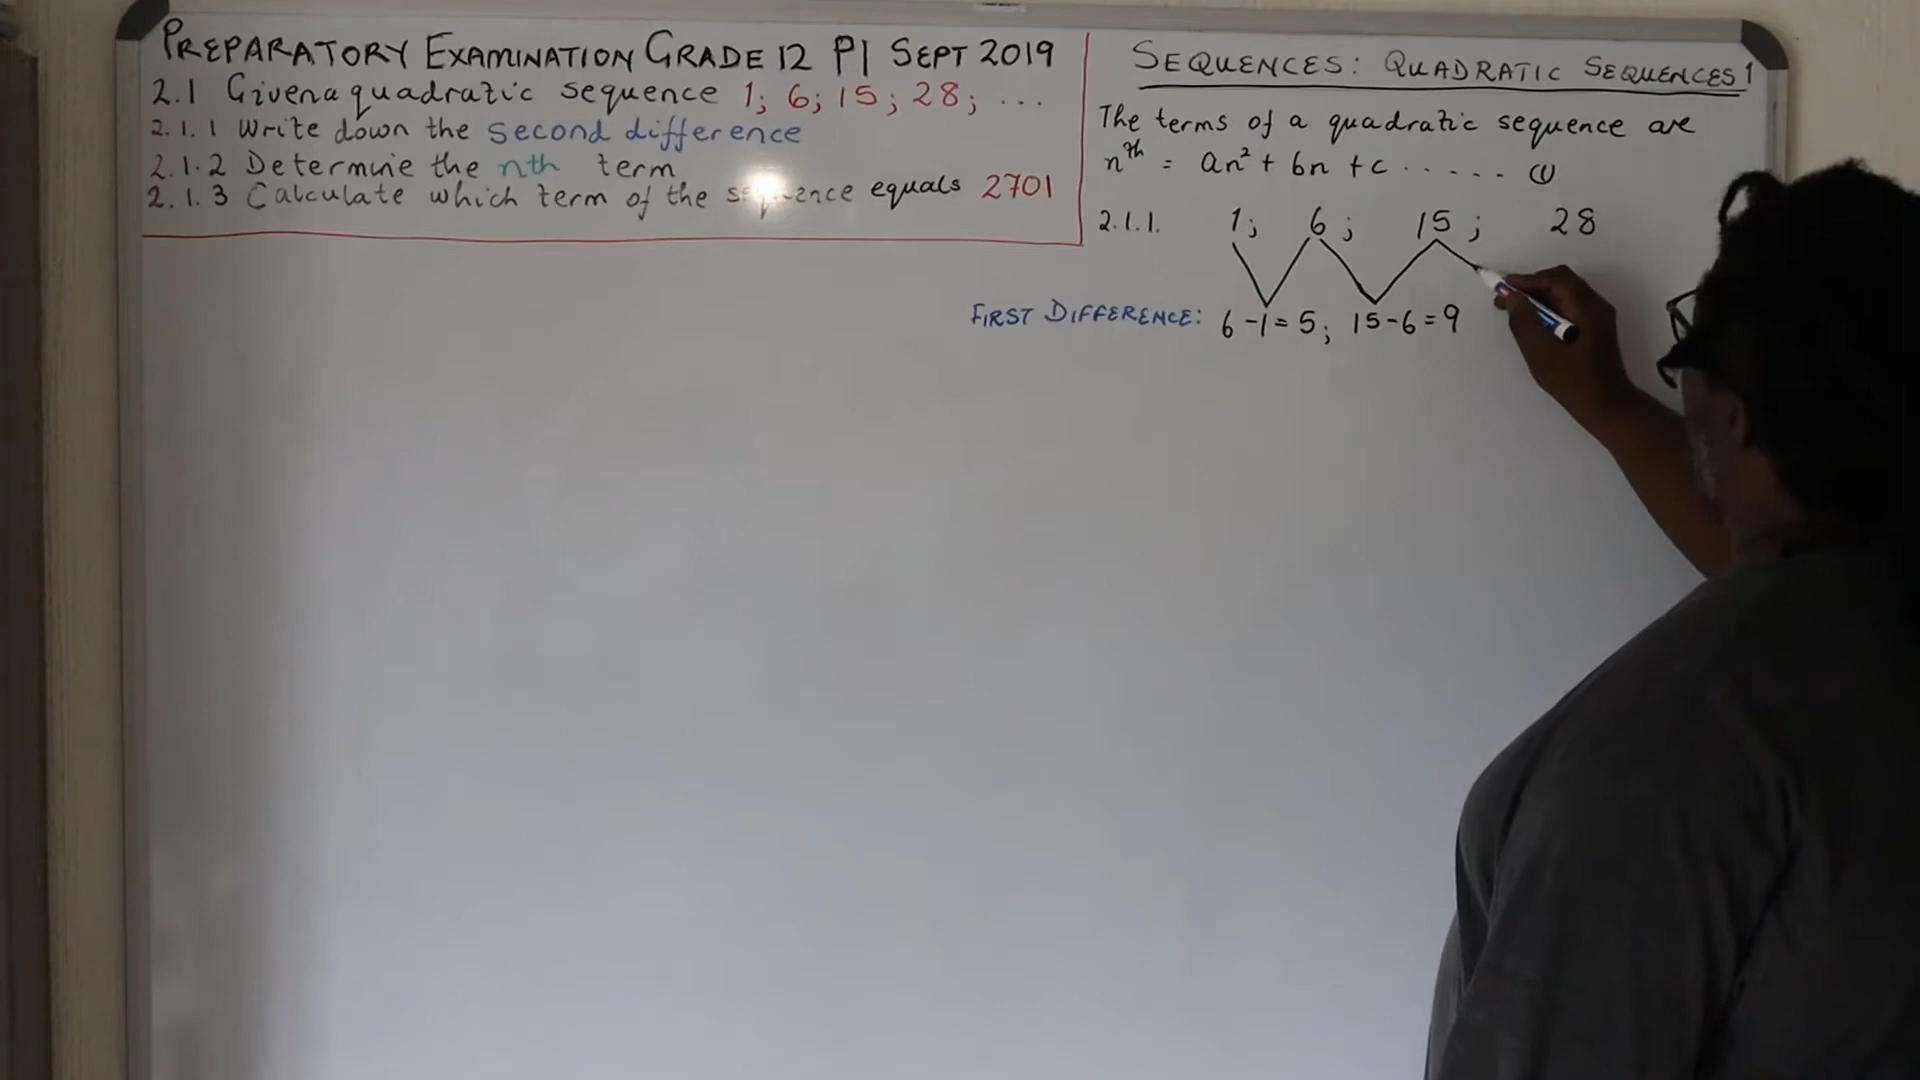 PREPARATORY EXAMINATION GRADE 12 P1 SEPT 2019
2.1 Given a quadratic sequence 1; 6; 15; 28; ...
2.1.1 Write down the second difference
2.1.2 Determine the nth term
2.1.3 Calculate which term of the sequence equals 2701
SEQUENCES: QUADRATIC SEQUENCES 1
The terms of a quadratic sequence are
nᵗʰ = an² + bn + c ..... (1)
2.1.1. 1; 6; 15; 28
FIRST DIFFERENCE: 6-1=5; 15-6=9